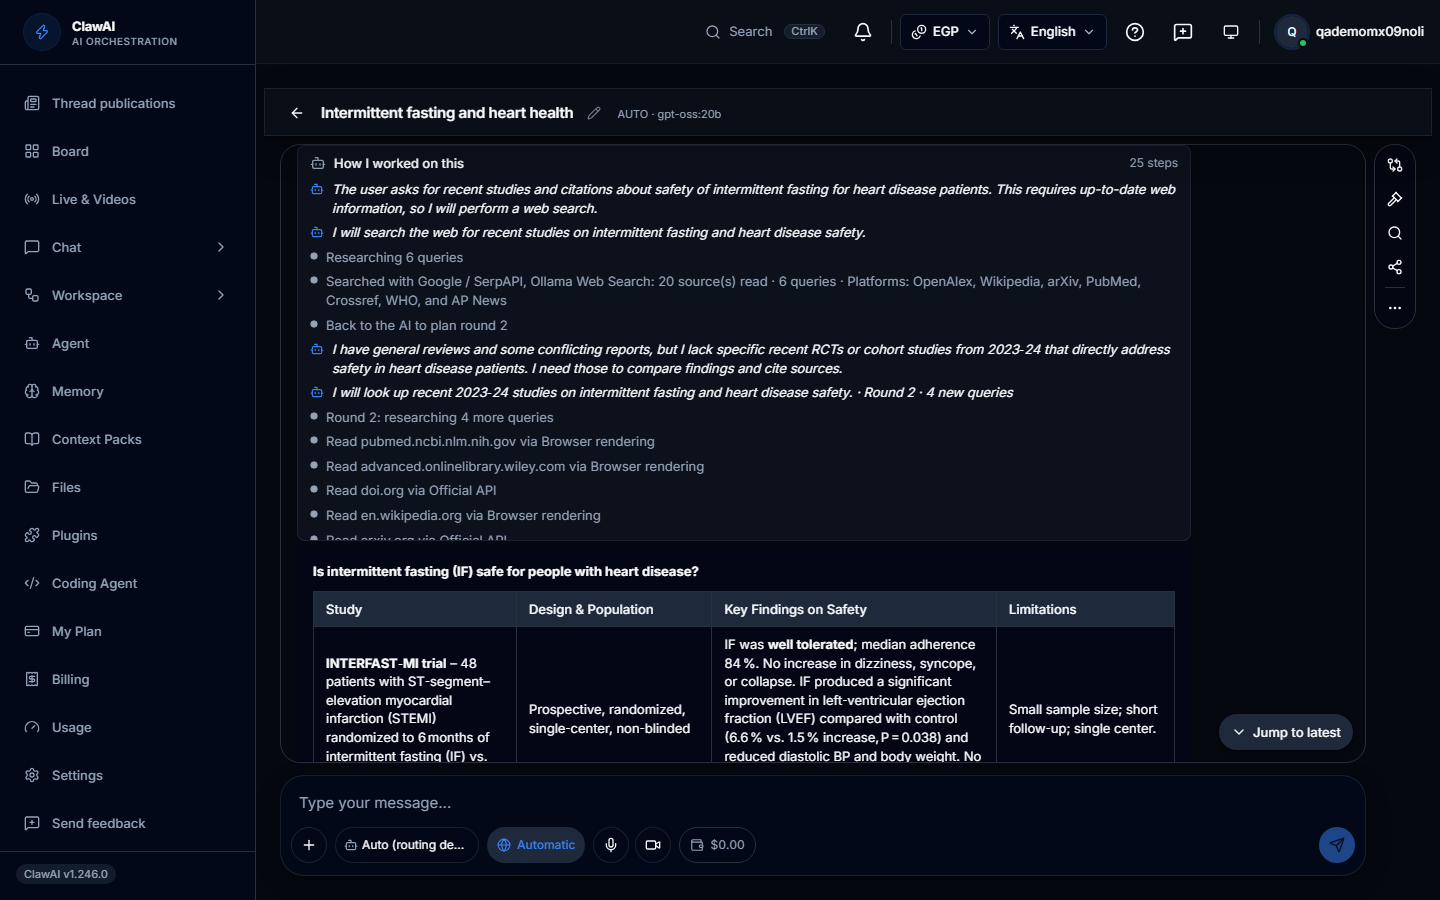 ClawAI
AI ORCHESTRATION
Search
CtrlK
EGP
English
Q
qademomx09noli
Thread publications
Board
Live & Videos
Chat
Workspace
Agent
Memory
Context Packs
Files
Plugins
Coding Agent
My Plan
Billing
Usage
Settings
Send feedback
ClawAI v1.246.0
Intermittent fasting and heart health
AUTO · gpt-oss:20b
How I worked on this
25 steps
The user asks for recent studies and citations about safety of intermittent fasting for heart disease patients. This requires up-to-date web
information, so I will perform a web search.
I will search the web for recent studies on intermittent fasting and heart disease safety.
Researching 6 queries
Searched with Google / SerpAPI, Ollama Web Search: 20 source(s) read · 6 queries · Platforms: OpenAlex, Wikipedia, arXiv, PubMed,
Crossref, WHO, and AP News
Back to the AI to plan round 2
I have general reviews and some conflicting reports, but I lack specific recent RCTs or cohort studies from 2023-24 that directly address
safety in heart disease patients. I need those to compare findings and cite sources.
I will look up recent 2023-24 studies on intermittent fasting and heart disease safety. · Round 2 · 4 new queries
Round 2: researching 4 more queries
Read pubmed.ncbi.nlm.nih.gov via Browser rendering
Read advanced.onlinelibrary.wiley.com via Browser rendering
Read doi.org via Official API
Read en.wikipedia.org via Browser rendering
Read arxiv.org via Official API
Is intermittent fasting (IF) safe for people with heart disease?
Study
Design & Population
Key Findings on Safety
Limitations
INTERFAST-MI trial – 48
patients with ST-segment–
elevation myocardial
infarction (STEMI)
randomized to 6 months of
intermittent fasting (IF) vs.
Prospective, randomized,
single-center, non-blinded
IF was well tolerated; median adherence
84 %. No increase in dizziness, syncope,
or collapse. IF produced a significant
improvement in left-ventricular ejection
fraction (LVEF) compared with control
(6.6 % vs. 1.5 % increase, P = 0.038) and
reduced diastolic BP and body weight. No
Small sample size; short
follow-up; single center.
Jump to latest
Type your message...
Auto (routing de...
Automatic
$0.00